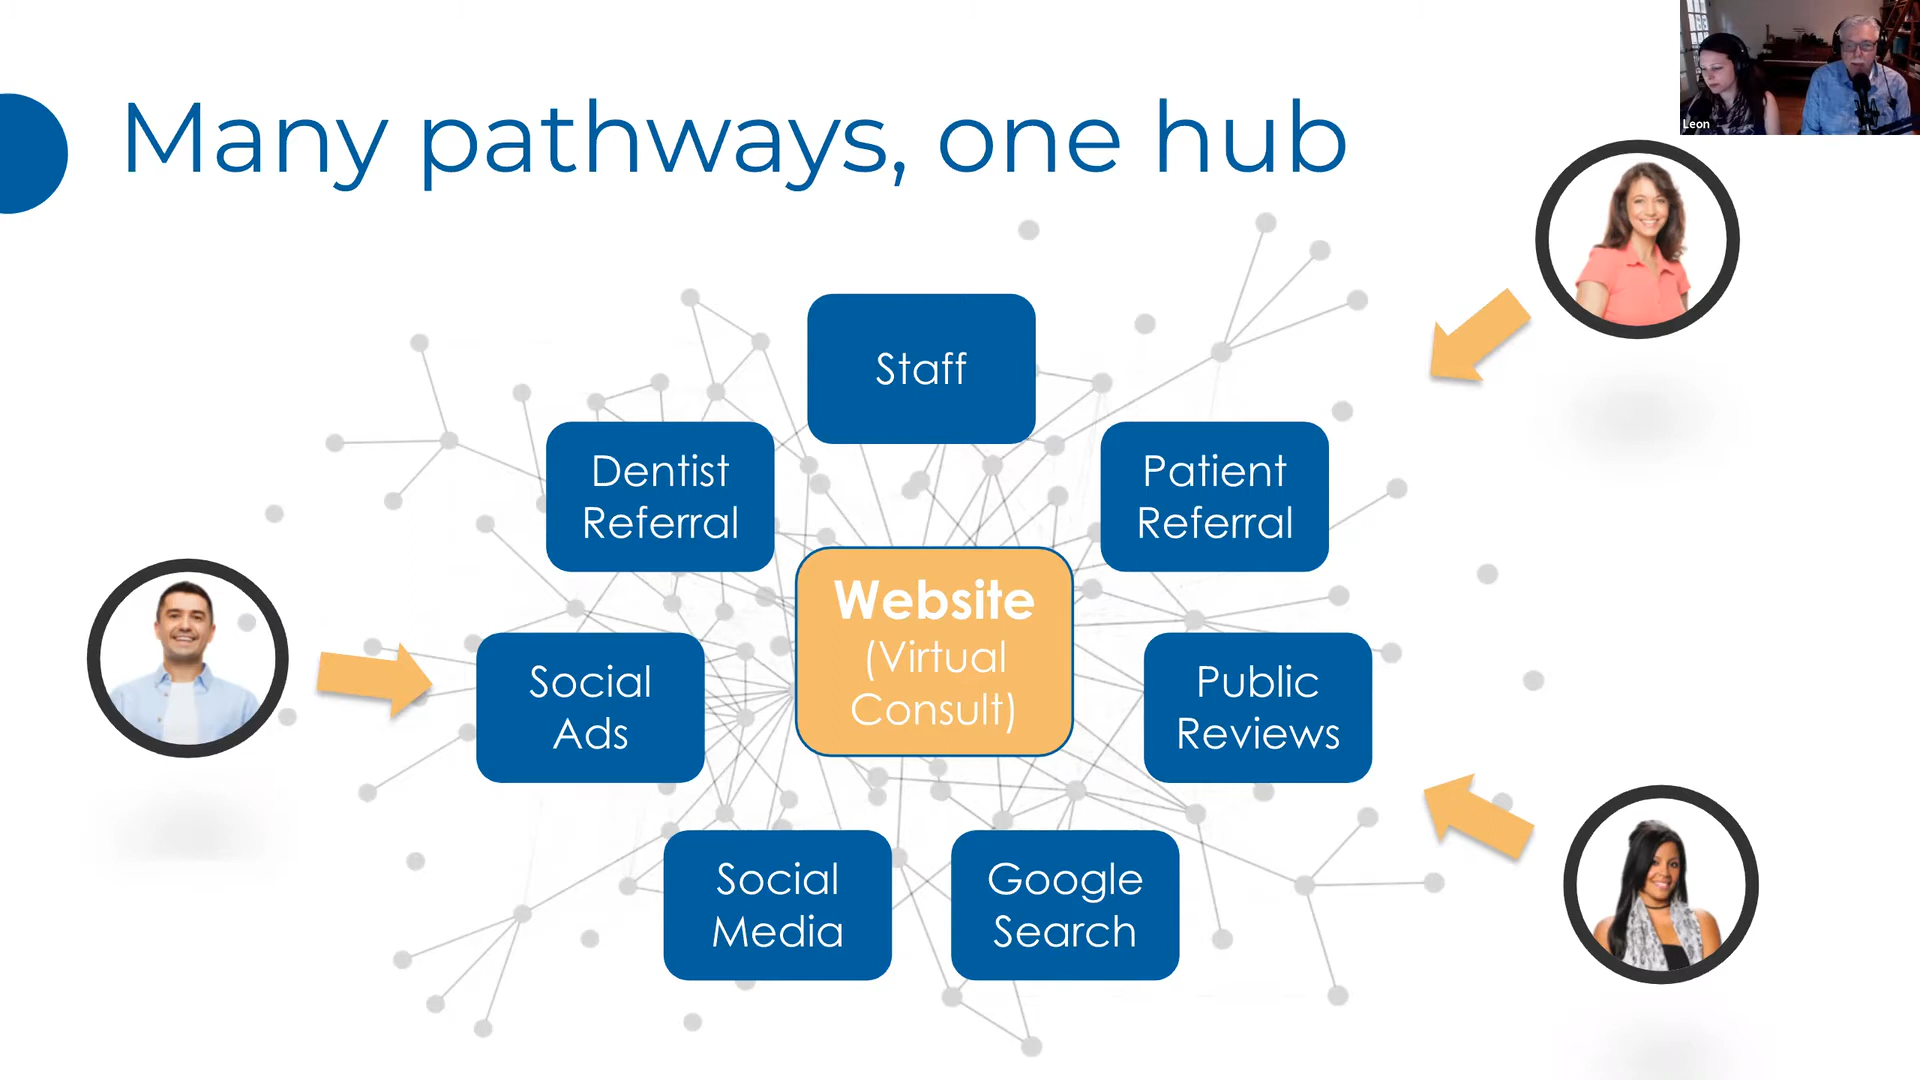 Many pathways, one hub
Leon
Staff
Dentist
Referral
Patient
Referral
Website
(Virtual
Consult)
Social
Ads
Public
Reviews
Social
Media
Google
Search